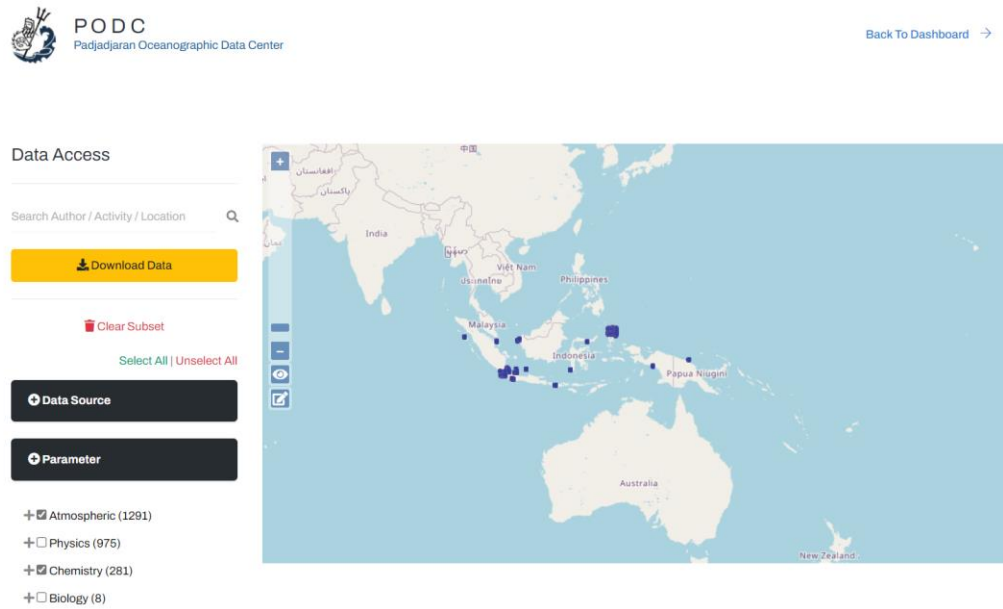 PODC
Padjadjaran Oceanographic Data Center
Back To Dashboard
Data Access
Search Author / Activity / Location
Download Data
Clear Subset
Select All | Unselect All
Data Source
Parameter
Atmospheric (1291)
Physics (975)
Chemistry (281)
Biology (8)
+
中国
افغانستان
پاکستان
India
Việt Nam
ประเทศไทย
Philippines
Malaysia
Indonesia
Papua Niugini
Australia
New Zealand
−